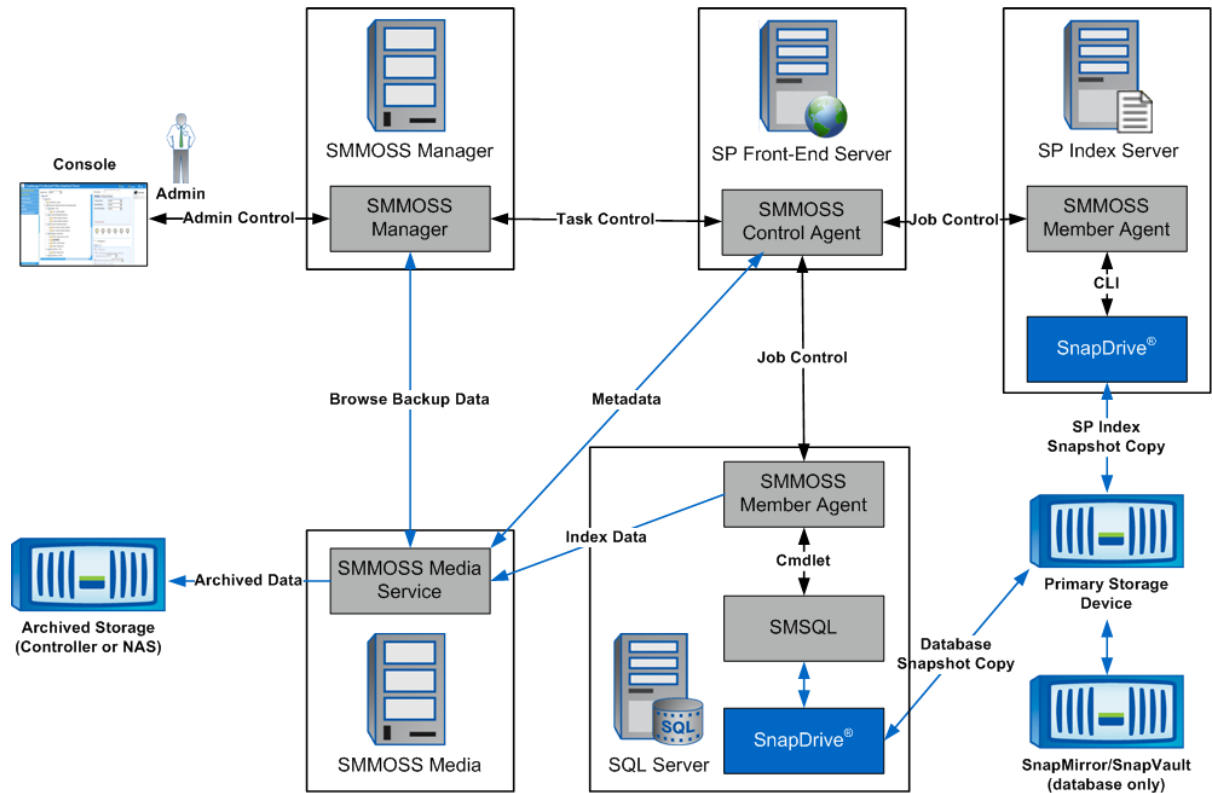 SMMOSS Manager
SP Front-End Server
SP Index Server
Console
Admin
Admin Control
SMMOSS
Manager
Task Control
SMMOSS
Control Agent
Job Control
SMMOSS
Member Agent
CLI
SnapDrive®
Browse Backup Data
Metadata
Job Control
SP Index
Snapshot Copy
SMMOSS
Member Agent
Index Data
Cmdlet
SMSQL
SQL
SnapDrive®
SQL Server
Archived Data
SMMOSS Media
Service
SMMOSS Media
Archived Storage
(Controller or NAS)
Database
Snapshot Copy
Primary Storage
Device
SnapMirror/SnapVault
(database only)